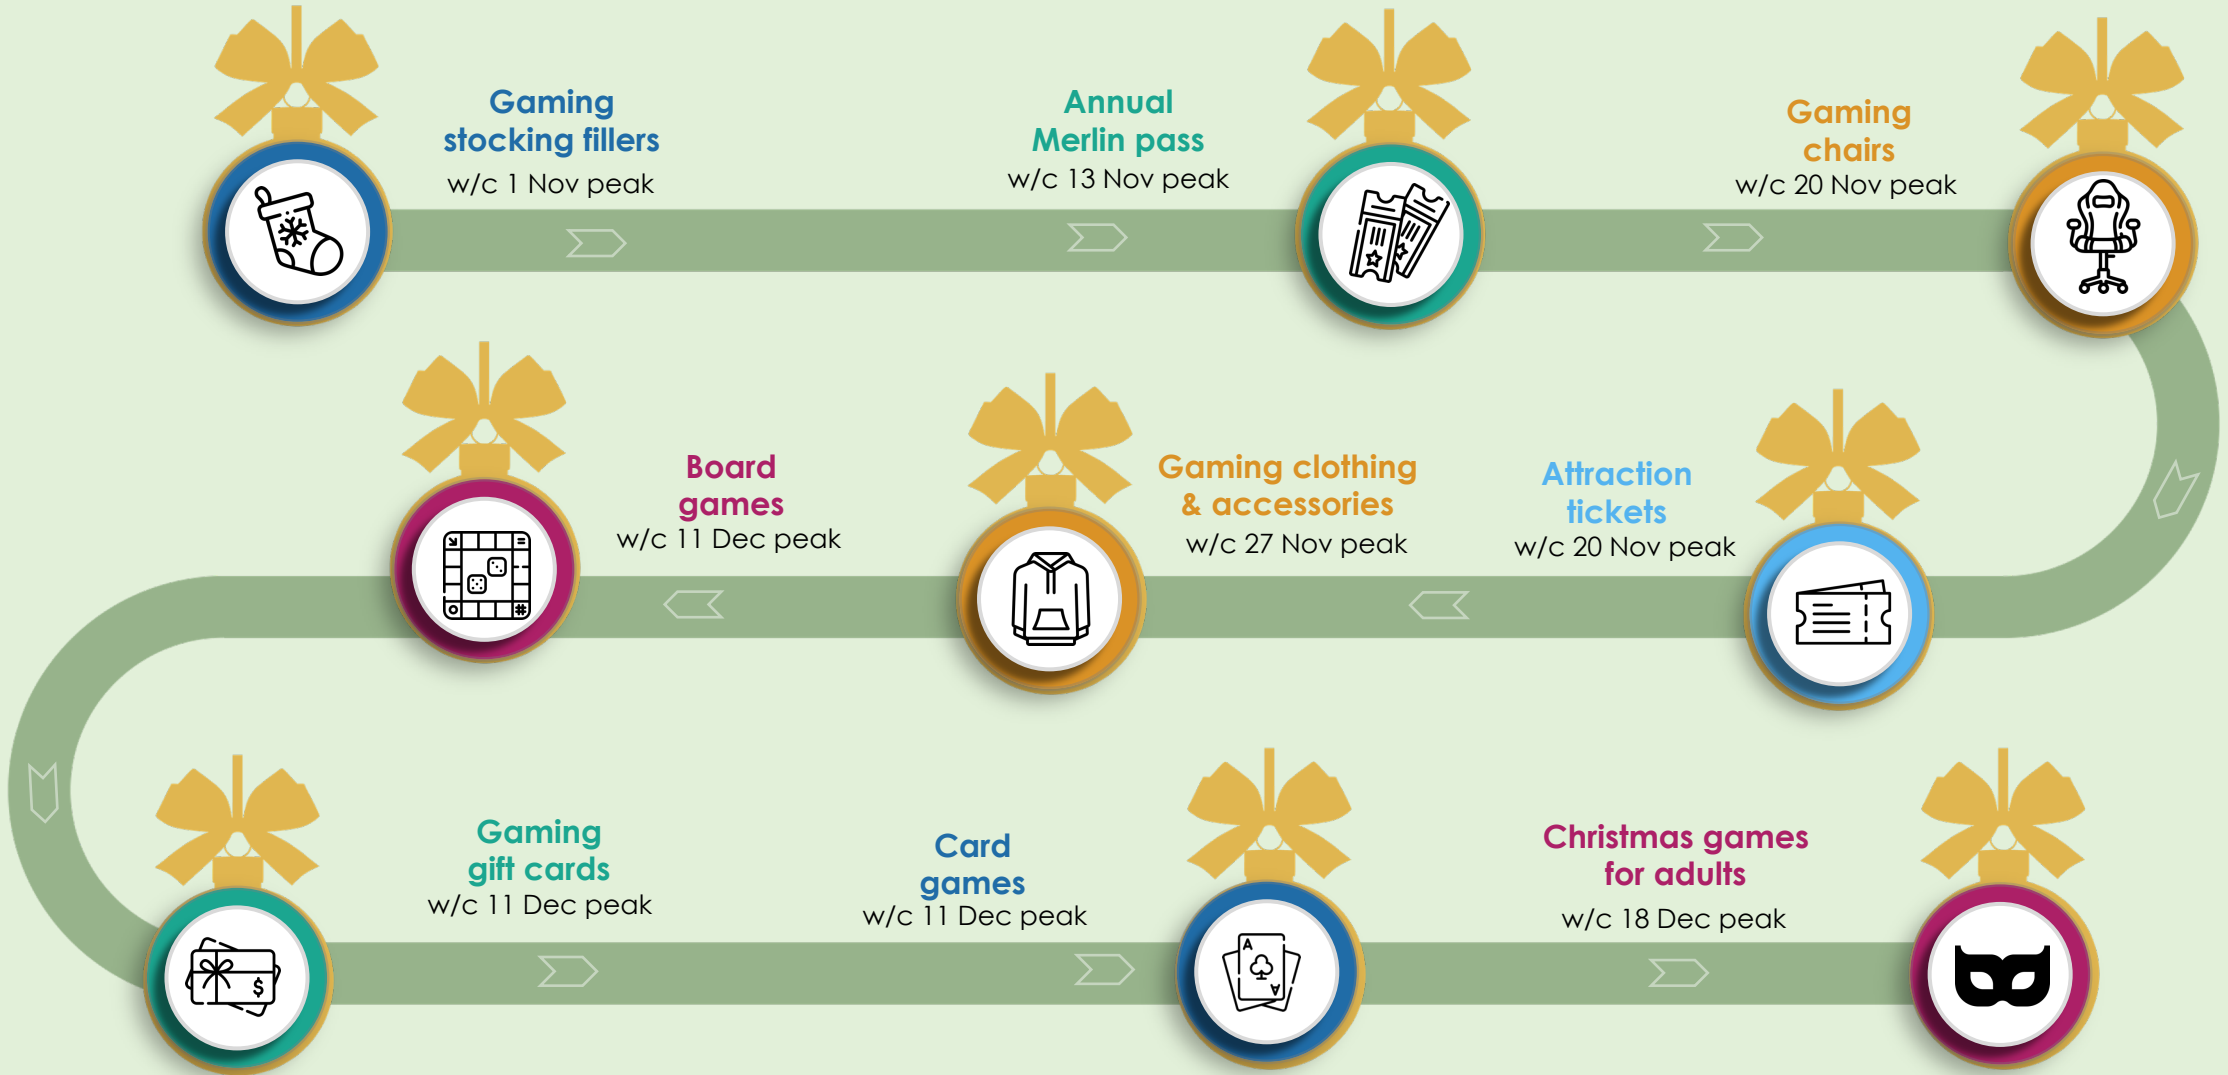 Gaming
stocking fillers
w/c 1 Nov peak
Annual
Merlin pass
w/c 13 Nov peak
Gaming
chairs
w/c 20 Nov peak
Attraction
tickets
w/c 20 Nov peak
Gaming clothing
& accessories
w/c 27 Nov peak
Board
games
w/c 11 Dec peak
Gaming
gift cards
w/c 11 Dec peak
$
Card
games
w/c 11 Dec peak
A
A
Christmas games
for adults
w/c 18 Dec peak